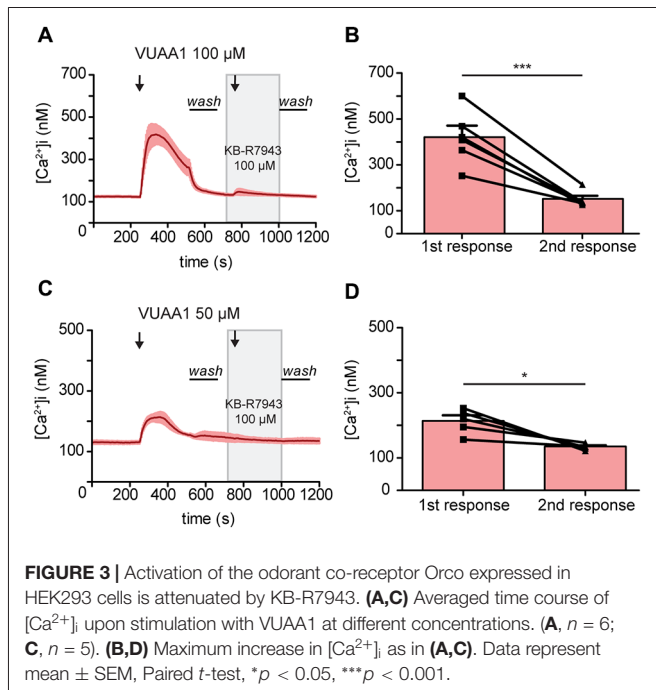 A
VUAA1 100 µM
700
500
300
100
[Ca²⁺]i (nM)
wash
wash
KB-R7943
100 µM
0
200
400
600
800
1000
1200
time (s)
B
***
700
500
300
100
0
[Ca²⁺]i (nM)
1st response
2nd response
C
VUAA1 50 µM
500
300
100
0
[Ca²⁺]i (nM)
wash
wash
KB-R7943
100 µM
0
200
400
600
800
1000
1200
time (s)
D
*
500
300
200
100
0
[Ca²⁺]i (nM)
1st response
2nd response
FIGURE 3 | Activation of the odorant co-receptor Orco expressed in
HEK293 cells is attenuated by KB-R7943. (A,C) Averaged time course of
[Ca²⁺]ᵢ upon stimulation with VUAA1 at different concentrations. (A, n = 6;
C, n = 5). (B,D) Maximum increase in [Ca²⁺]ᵢ as in (A,C). Data represent
mean ± SEM, Paired t-test, *p < 0.05, ***p < 0.001.